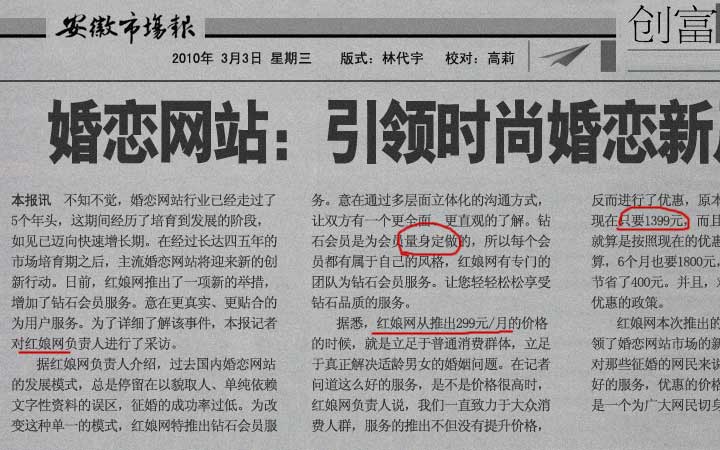 安徽市場報
2010年 3月3日 星期三 版式：林代宇 校对：高莉
创富
婚恋网站：引领时尚婚恋新
本报讯 不知不觉，婚恋网站行业已经走过了
5个年头，这期间经历了培育到发展的阶段，
如见已迈向快速增长期。在经过长达四五年的
市场培育期之后，主流婚恋网站将迎来新的创
新行动。日前，红娘网推出了一项新的举措，
增加了钻石会员服务。意在更真实、更贴合的
为用户服务。为了详细了解该事件，本报记者
对红娘网负责人进行了采访。
据红娘网负责人介绍，过去国内婚恋网站
的发展模式，总是停留在以貌取人、单纯依赖
文字性资料的误区，征婚的成功率过低。为改
变这种单一的模式，红娘网特推出钻石会员服
务。意在通过多层面立体化的沟通方式，
让双方有一个更全面、更直观的了解。钻
石会员是为会员量身定做的，所以每个会
员都有属于自己的风格，红娘网有专门的
团队为钻石会员服务。让您轻轻松松享受
钻石品质的服务。
据悉，红娘网从推出299元/月的价格
的时候，就是立足于普通消费群体，立足
于真正解决适龄男女的婚姻问题。在记者
问道这么好的服务，是不是价格很高时，
红娘网负责人说，我们一直致力于大众消
费人群，服务的推出不但没有提升价格，
反而进行了优惠，原本
现在只要1399元，而且
就算是按照现在的优惠
算，6个月也要1800元，
节省了400元。并且，对
优惠的政策。
红娘网本次推出的
领了婚恋网站市场的新
对那些征婚的网民来说
好的服务，优惠的价格
是一个为广大网民切身